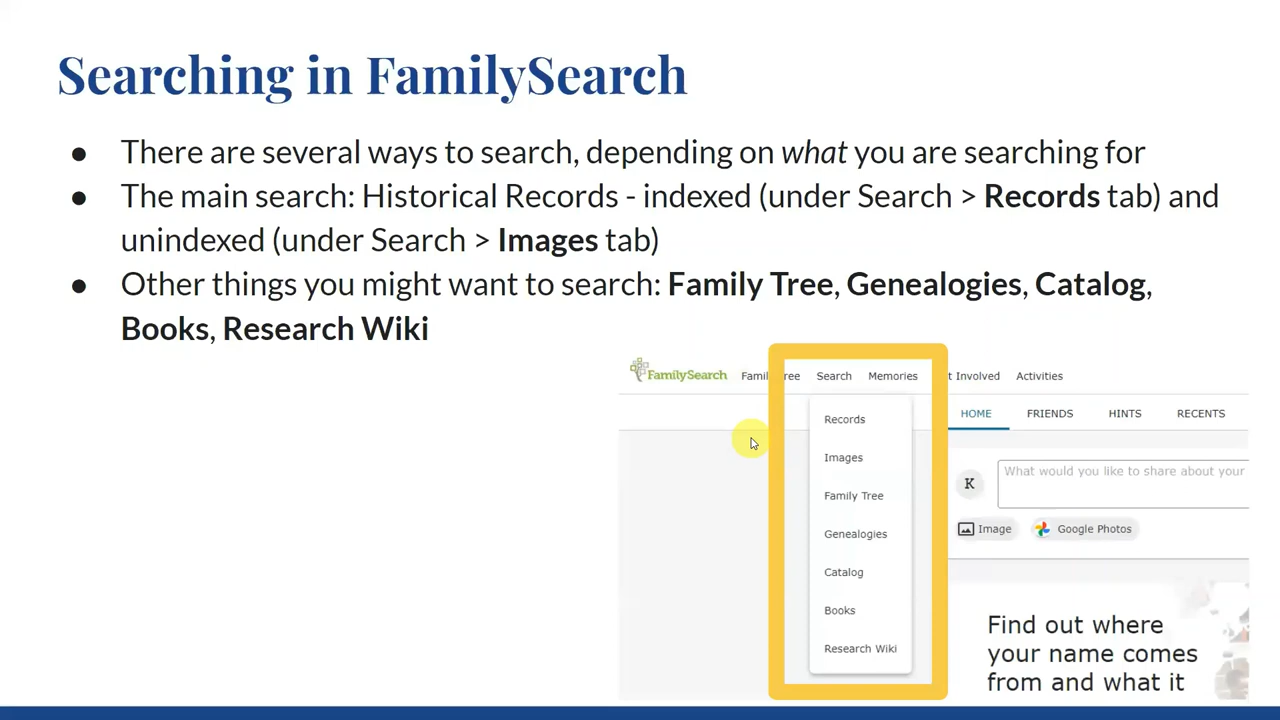 Searching in FamilySearch
● There are several ways to search, depending on what you are searching for
● The main search: Historical Records - indexed (under Search > Records tab) and
unindexed (under Search > Images tab)
● Other things you might want to search: Family Tree, Genealogies, Catalog,
Books, Research Wiki
FamilySearch Search Memories Involved Activities
HOME FRIENDS HINTS RECENTS
Records
Images
Family Tree
Genealogies
Catalog
Books
Research Wiki
K
What would you like to share about your
Image Google Photos
Find out where
your name comes
from and what it